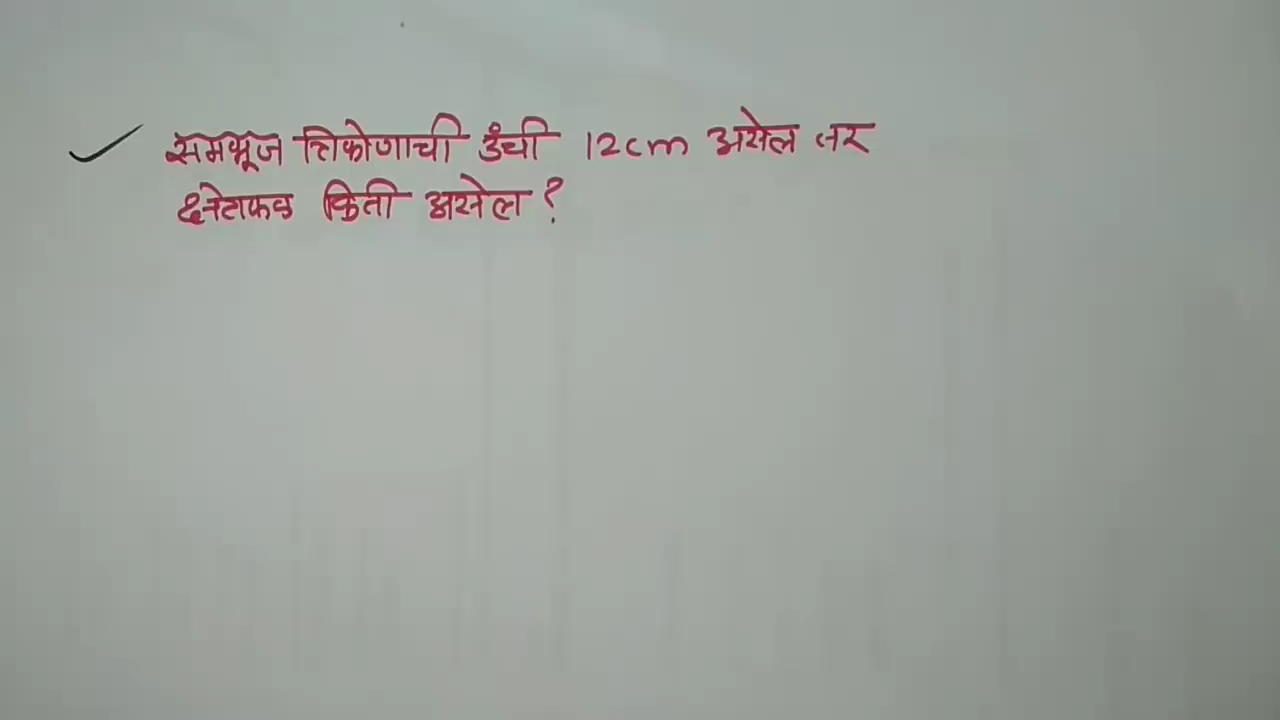 समभूज त्रिकोणाची उंची 12cm असेल तर
क्षेत्रफळ किती असेल ?